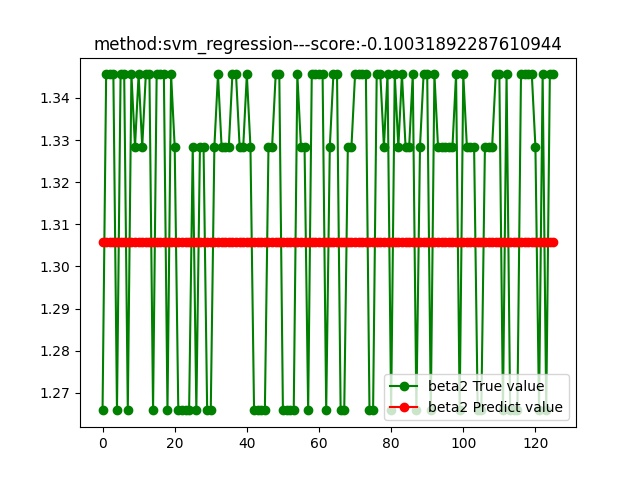 method:svm_regression---score:-0.10031892287610944
1.34
1.33
1.32
1.31
1.30
1.29
1.28
1.27
0 20 40 60 80 100 120
beta2 True value
beta2 Predict value